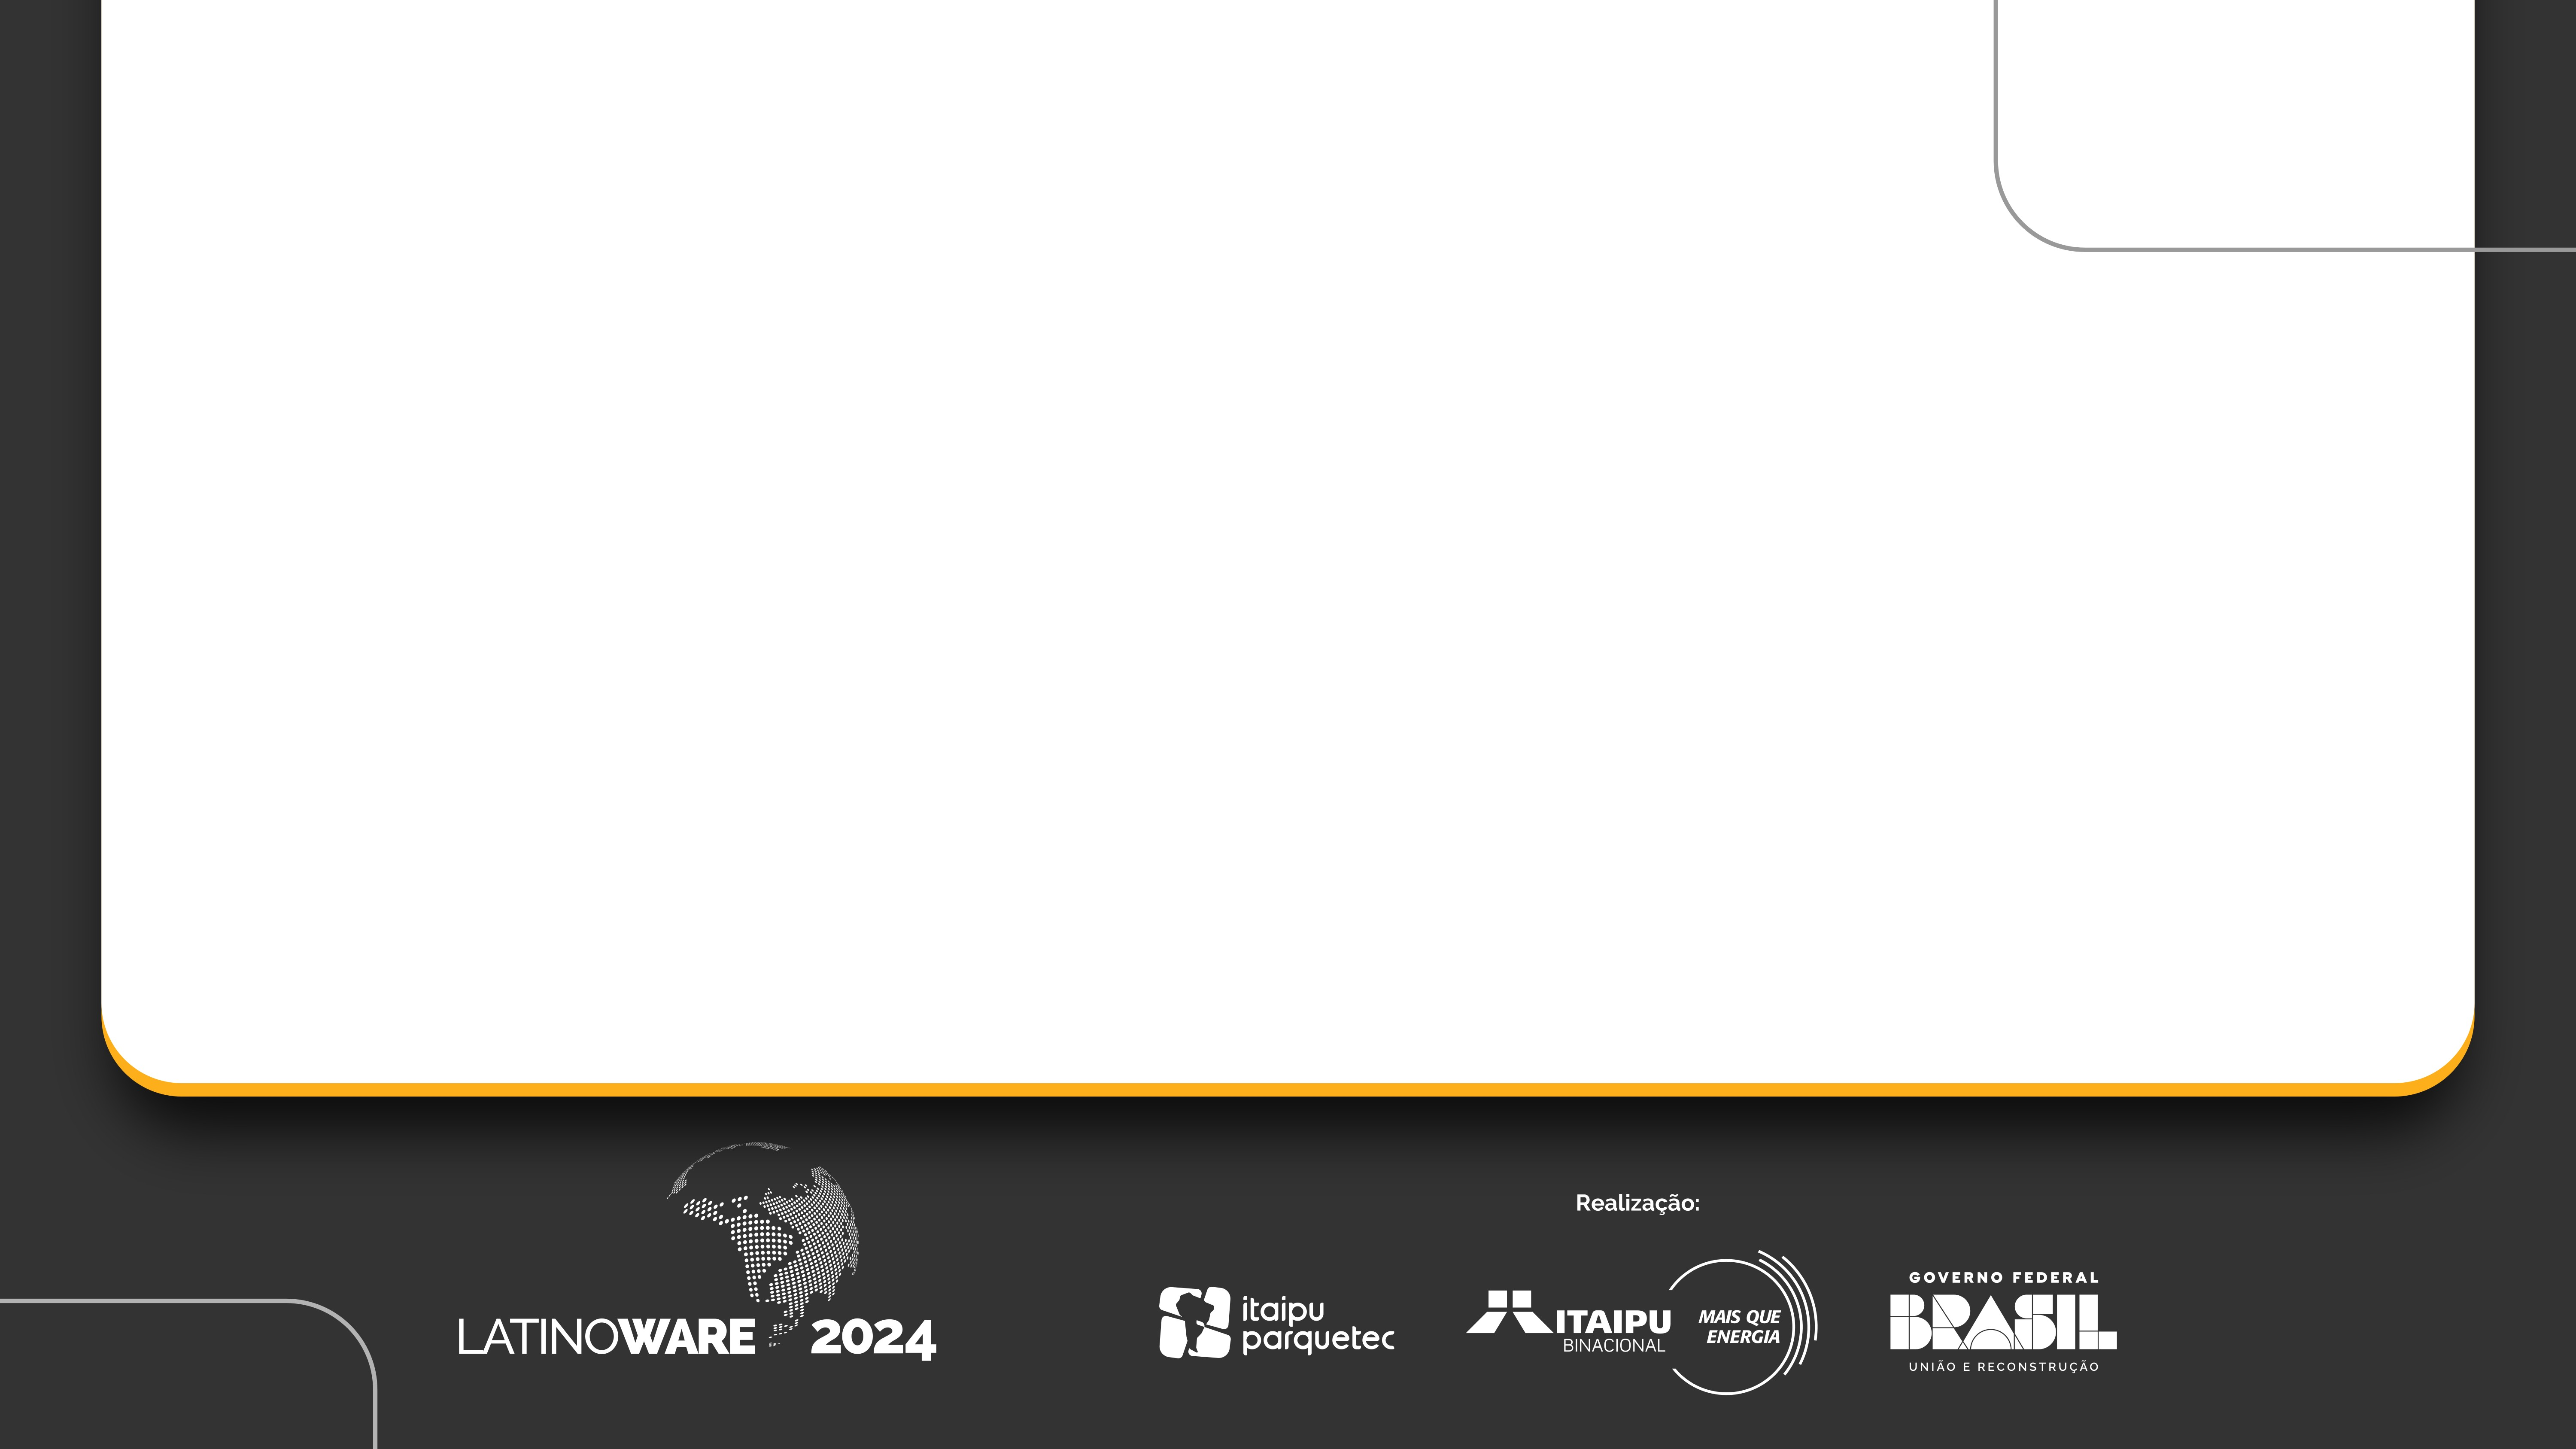 Realização:
LATINOWARE 2024
itaipu
parquetec
ITAIPU
BINACIONAL
MAIS QUE
ENERGIA
GOVERNO FEDERAL
BRASIL
UNIÃO E RECONSTRUÇÃO